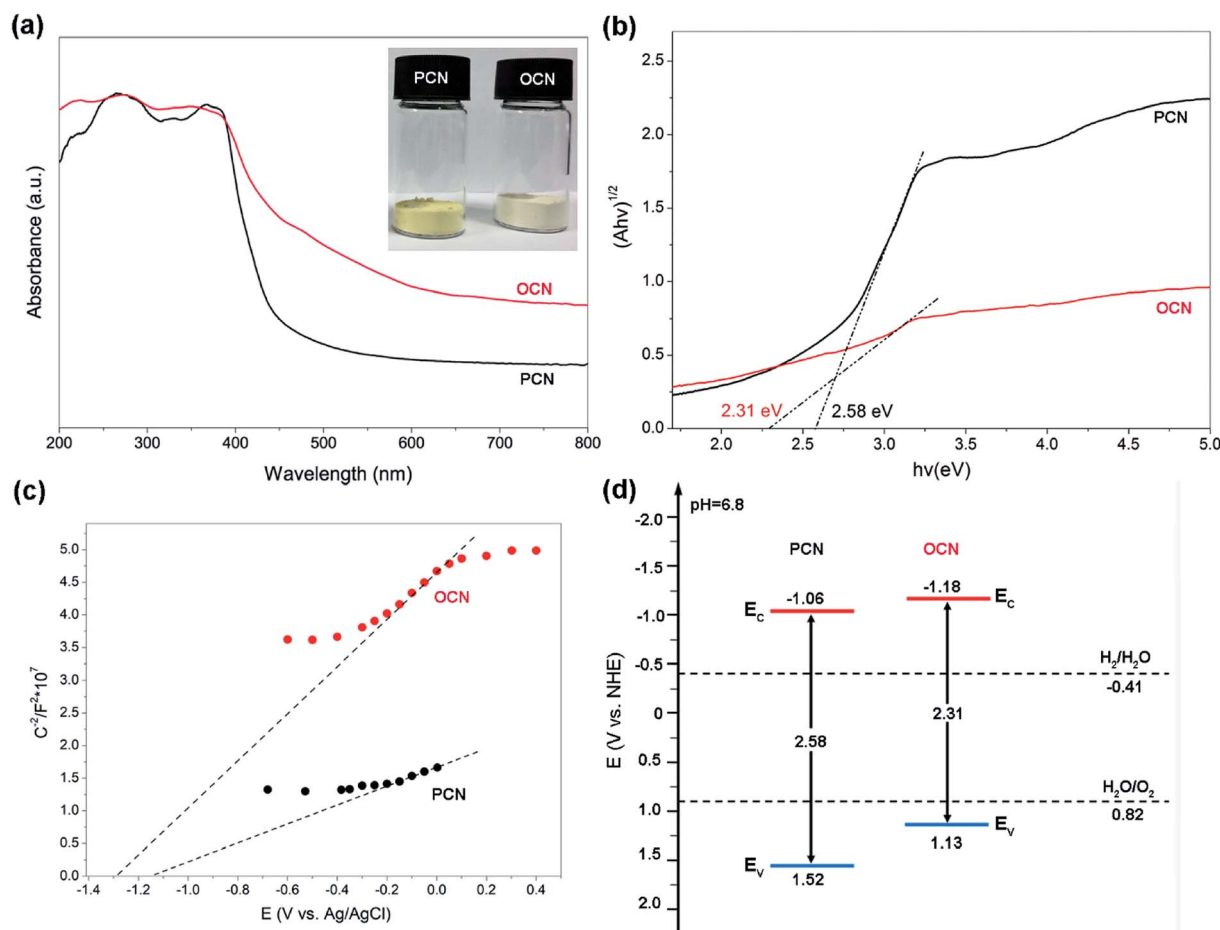 (a)
Absorbance (a.u.)
PCN
OCN
OCN
PCN
200
300
400
500
600
700
800
Wavelength (nm)
(b)
(Ahv)1/2
2.5
2.0
1.5
1.0
0.5
0.0
PCN
OCN
2.31 eV
2.58 eV
2.0
2.5
3.0
3.5
4.0
4.5
5.0
hv(eV)
(c)
C-2/F2*107
5.0
4.5
4.0
3.5
3.0
2.5
2.0
1.5
1.0
0.5
0.0
OCN
PCN
-1.4
-1.2
-1.0
-0.8
-0.6
-0.4
-0.2
0.0
0.2
0.4
E (V vs. Ag/AgCl)
(d)
pH=6.8
E (V vs. NHE)
-2.0
-1.5
-1.0
-0.5
0
0.5
1.0
1.5
2.0
PCN
OCN
-1.06
-1.18
EC
EC
H2/H2O
-0.41
2.58
2.31
H2O/O2
0.82
EV
1.13
EV
1.52